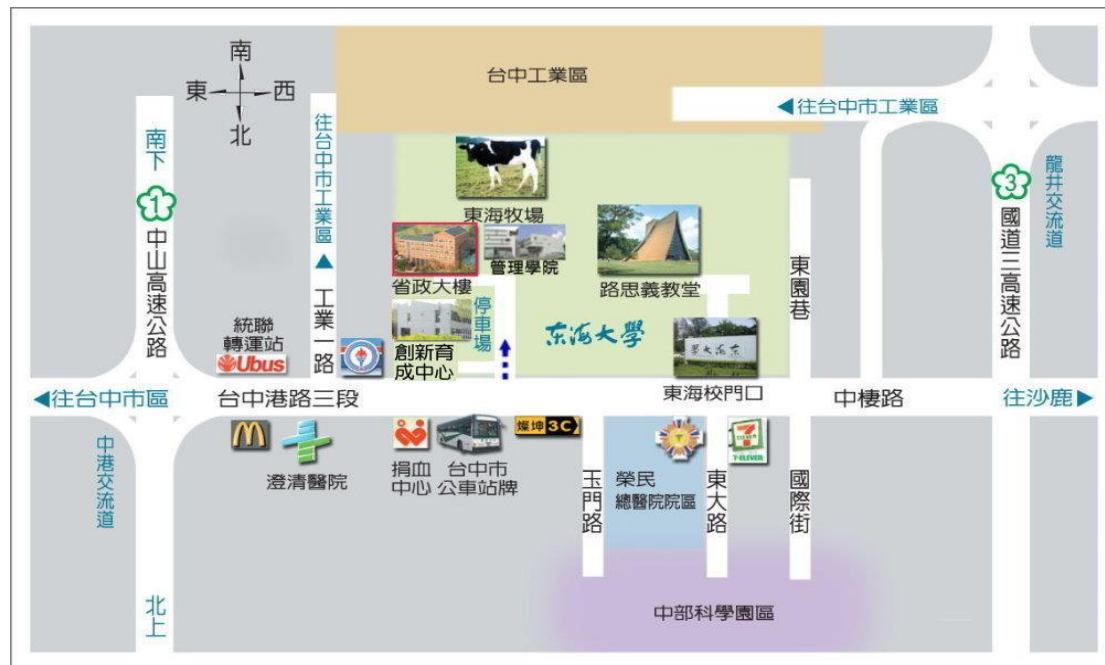 南
東 西
北
台中工業區
◀往台中市工業區
南下
1
中山高速公路
往台中市工業區 ▲
工業一路
東海牧場
省政大樓
管理學院
路思義教堂
停車場
創新育
成中心
东海大學
學大海東
東海校門口
東園巷
3
國道三高速公路
龍井交流道
統聯
轉運站
Ubus
◀往台中市區
台中港路三段
中棲路
往沙鹿▶
中港交流道
北上
澄清醫院
捐血
中心
台中市
公車站牌
燦坤 3C
玉門路
榮民
總醫院院區
東大路
7
ELEVEN
7-ELEVEN
國際街
中部科學園區